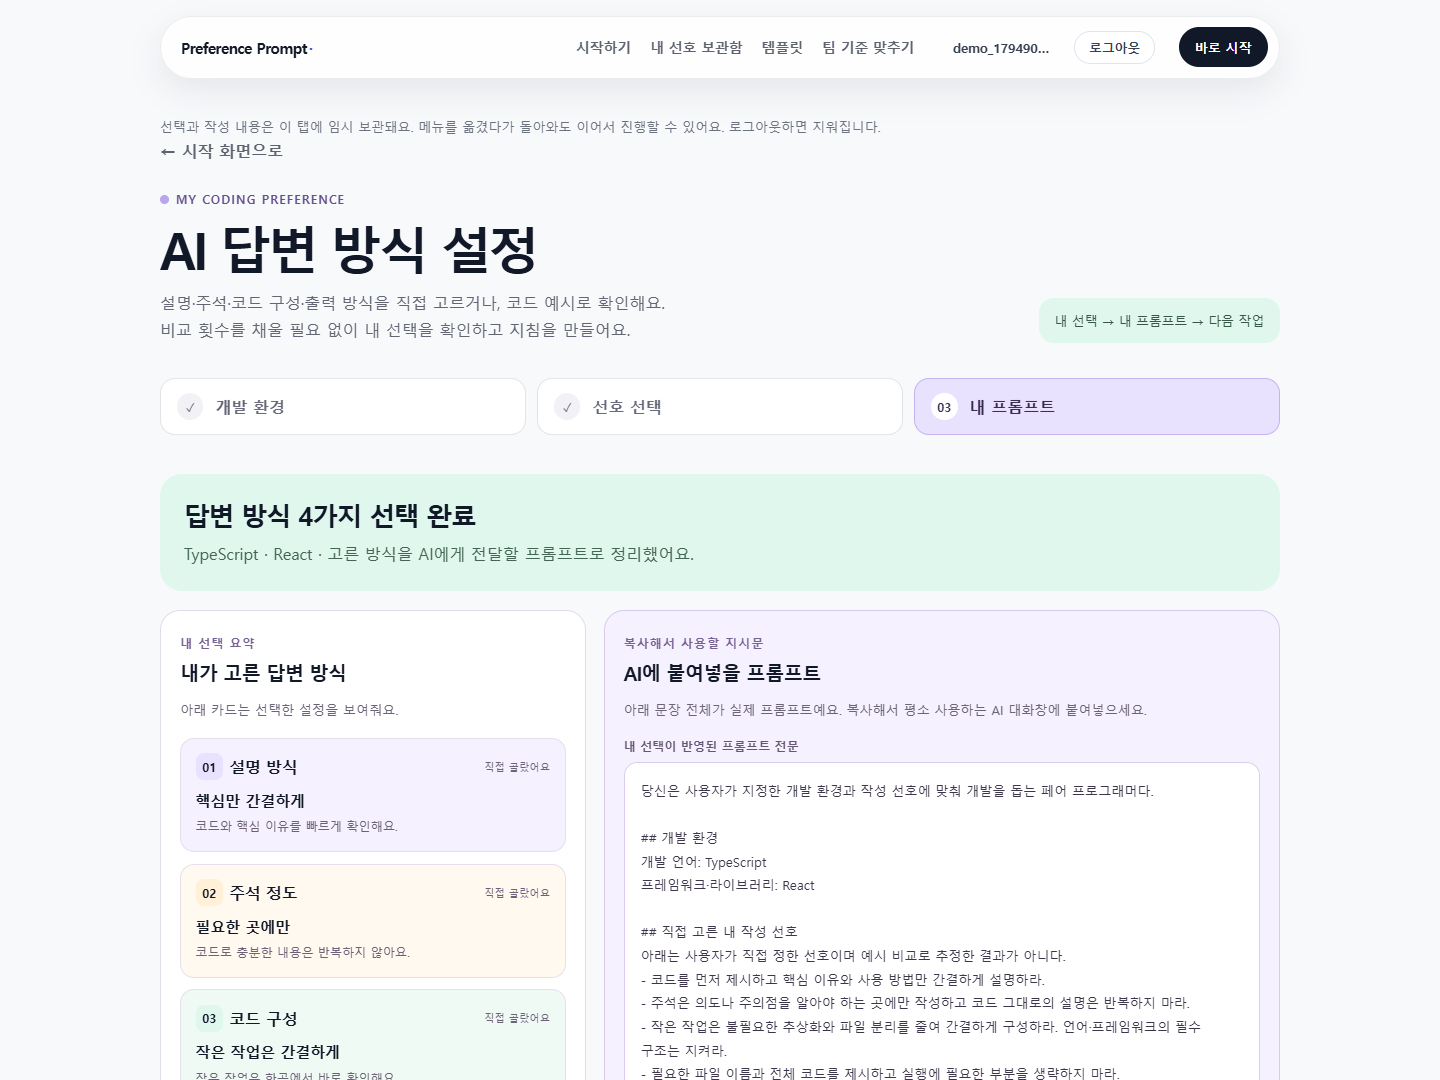 Preference Prompt·
시작하기 내 선호 보관함 템플릿 팀 기준 맞추기 demo_179490... 로그아웃 바로 시작
선택과 작성 내용은 이 탭에 임시 보관돼요. 메뉴를 옮겼다가 돌아와도 이어서 진행할 수 있어요. 로그아웃하면 지워집니다.
← 시작 화면으로
MY CODING PREFERENCE
AI 답변 방식 설정
설명·주석·코드 구성·출력 방식을 직접 고르거나, 코드 예시로 확인해요.
비교 횟수를 채울 필요 없이 내 선택을 확인하고 지침을 만들어요.
내 선택 → 내 프롬프트 → 다음 작업
✓ 개발 환경
✓ 선호 선택
03 내 프롬프트
답변 방식 4가지 선택 완료
TypeScript · React · 고른 방식을 AI에게 전달할 프롬프트로 정리했어요.
내 선택 요약
내가 고른 답변 방식
아래 카드는 선택한 설정을 보여줘요.
01 설명 방식 직접 골랐어요
핵심만 간결하게
코드와 핵심 이유를 빠르게 확인해요.
02 주석 정도 직접 골랐어요
필요한 곳에만
코드로 충분한 내용은 반복하지 않아요.
03 코드 구성 직접 골랐어요
작은 작업은 간결하게
작은 작업은 한곳에서 바로 확인해요.
복사해서 사용할 지시문
AI에 붙여넣을 프롬프트
아래 문장 전체가 실제 프롬프트예요. 복사해서 평소 사용하는 AI 대화창에 붙여넣으세요.
내 선택이 반영된 프롬프트 전문
당신은 사용자가 지정한 개발 환경과 작성 선호에 맞춰 개발을 돕는 페어 프로그래머다.
## 개발 환경
개발 언어: TypeScript
프레임워크·라이브러리: React
## 직접 고른 내 작성 선호
아래는 사용자가 직접 정한 선호이며 예시 비교로 추정한 결과가 아니다.
- 코드를 먼저 제시하고 핵심 이유와 사용 방법만 간결하게 설명하라.
- 주석은 의도나 주의점을 알아야 하는 곳에만 작성하고 코드 그대로의 설명은 반복하지 마라.
- 작은 작업은 불필요한 추상화와 파일 분리를 줄여 간결하게 구성하라. 언어·프레임워크의 필수
구조는 지켜라.
- 필요한 파일 이름과 전체 코드를 제시하고 실행에 필요한 부분을 생략하지 마라.